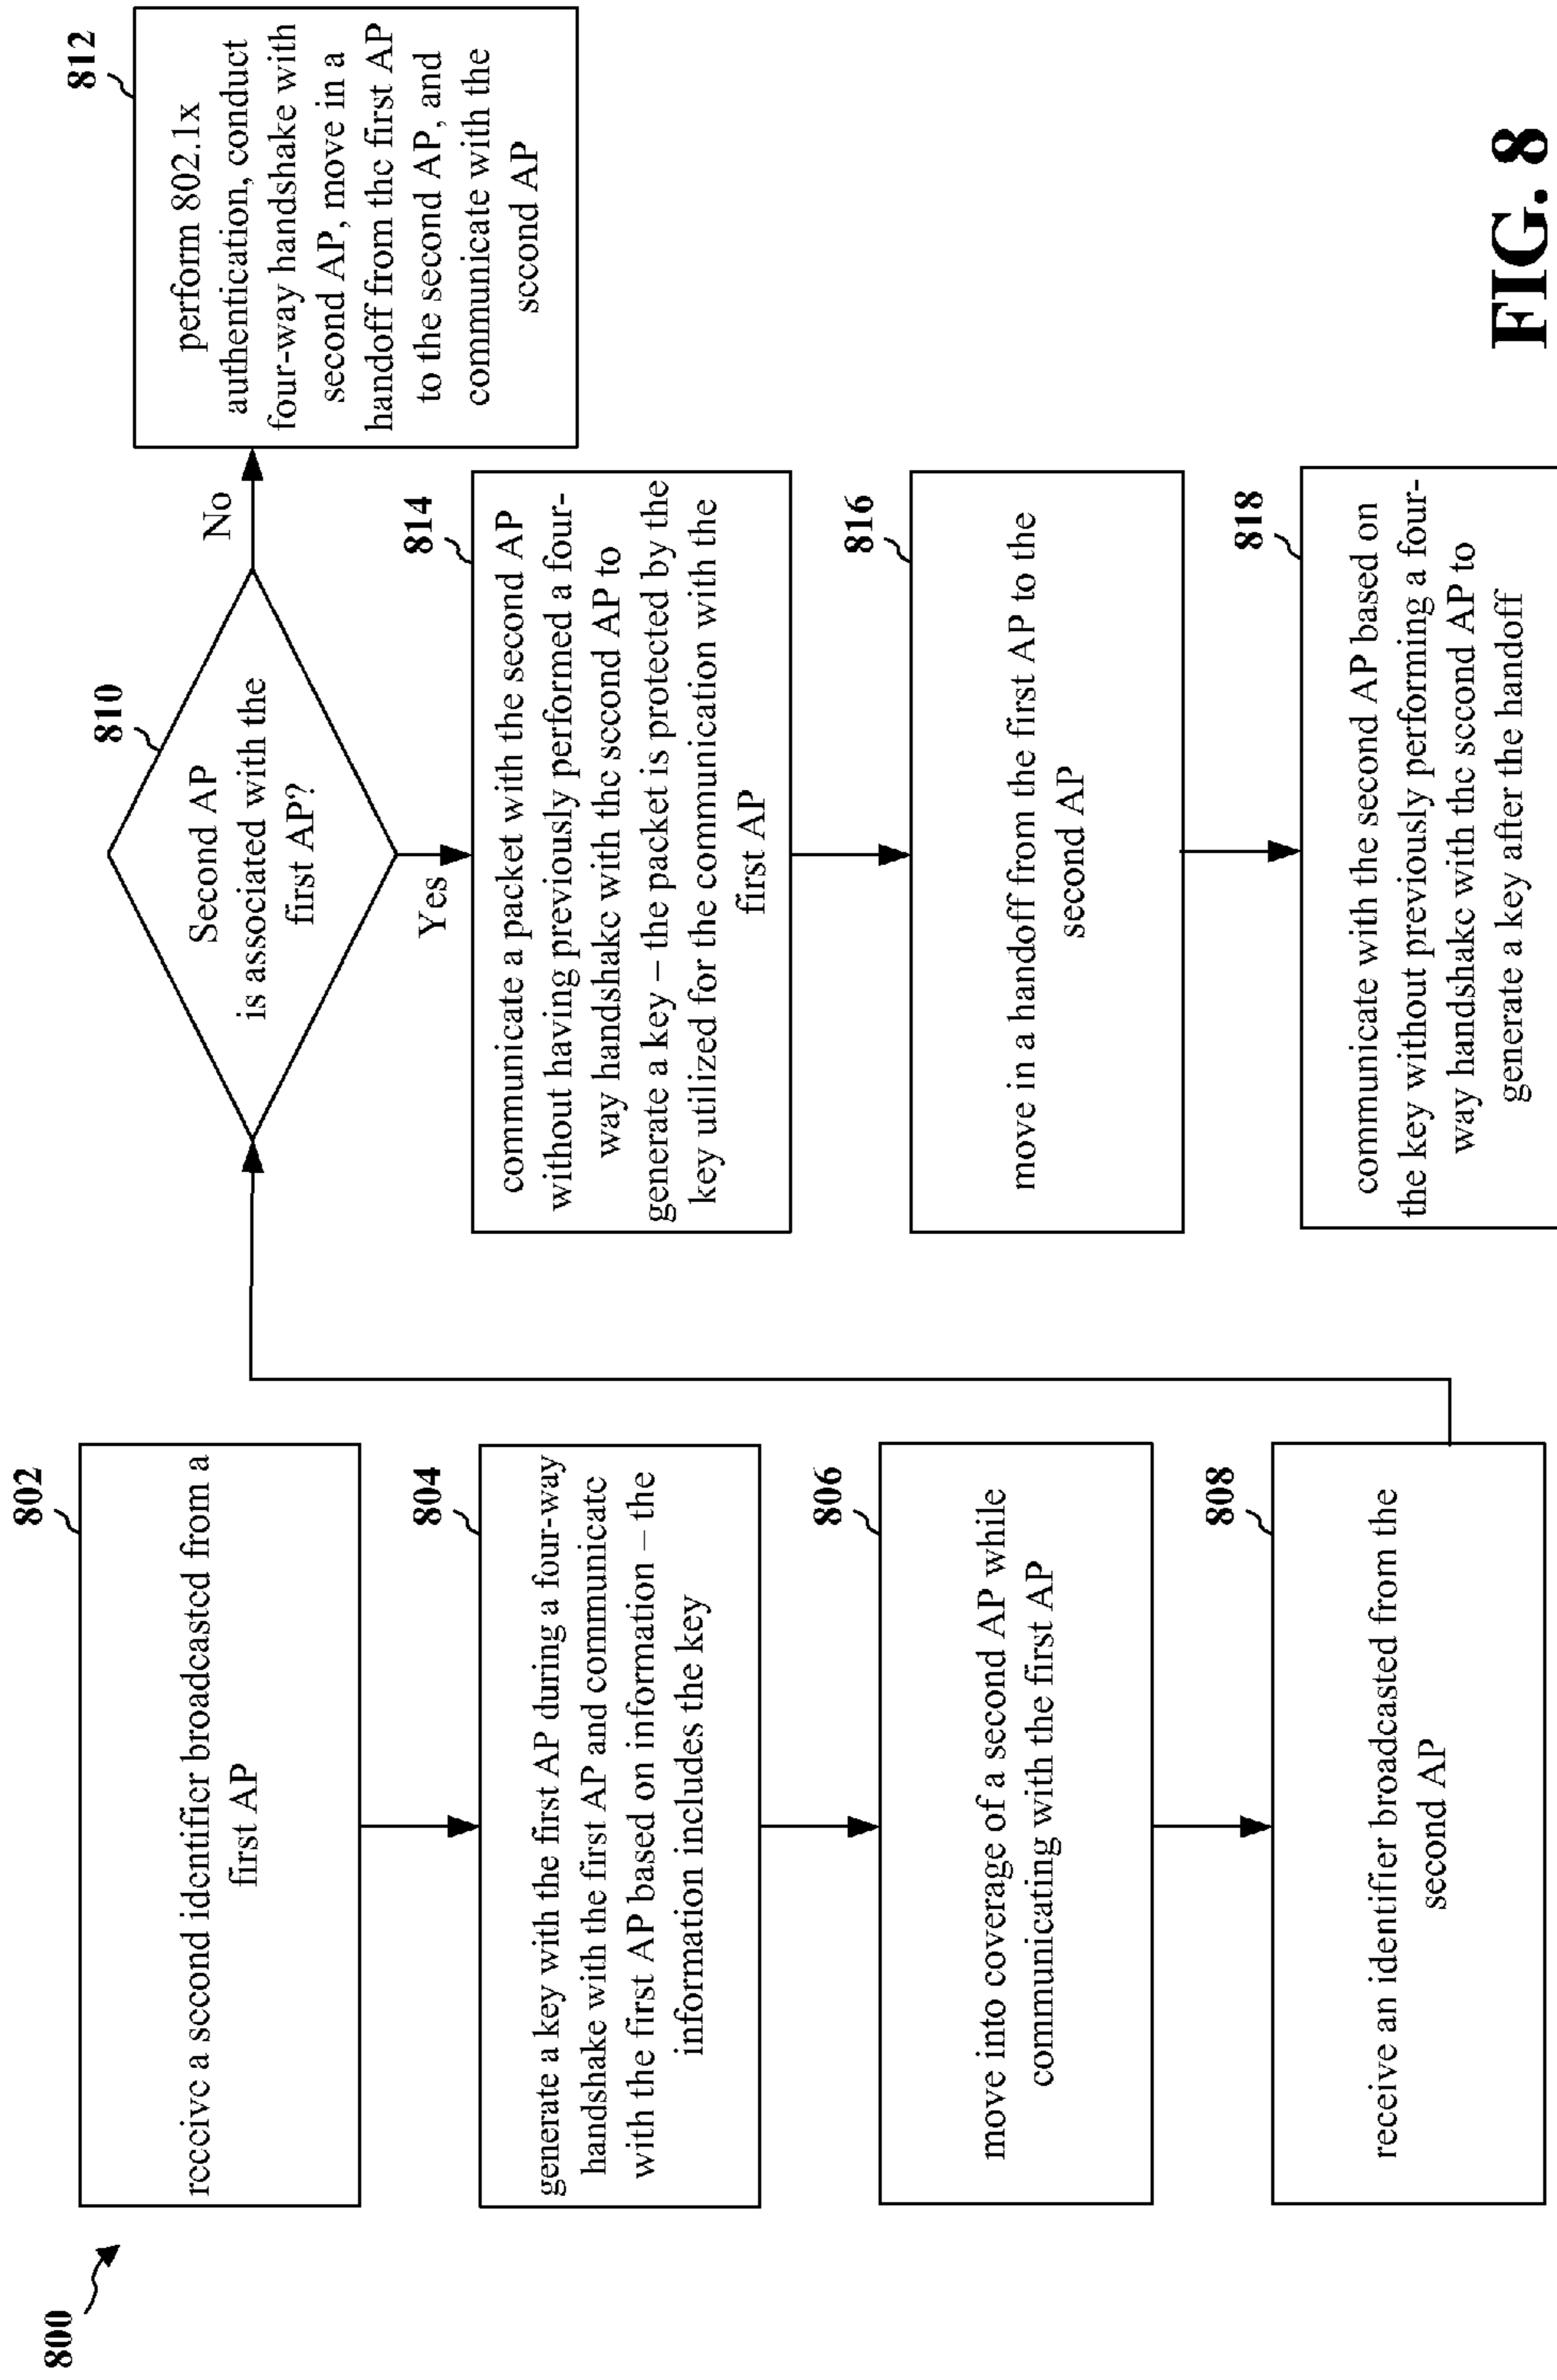 800
802
receive a second identifier broadcasted from a
first AP
804
generate a key with the first AP during a four-way
handshake with the first AP and communicate
with the first AP based on information – the
information includes the key
806
move into coverage of a second AP while
communicating with the first AP
808
receive an identifier broadcasted from the
second AP
810
Second AP
is associated with the
first AP?
No
Yes
812
perform 802.1x
authentication, conduct
four-way handshake with
second AP, move in a
handoff from the first AP
to the second AP, and
communicate with the
second AP
814
communicate a packet with the second AP
without having previously performed a four-
way handshake with the second AP to
generate a key – the packet is protected by the
key utilized for the communication with the
first AP
816
move in a handoff from the first AP to the
second AP
818
communicate with the second AP based on
the key without previously performing a four-
way handshake with the second AP to
generate a key after the handoff
FIG. 8